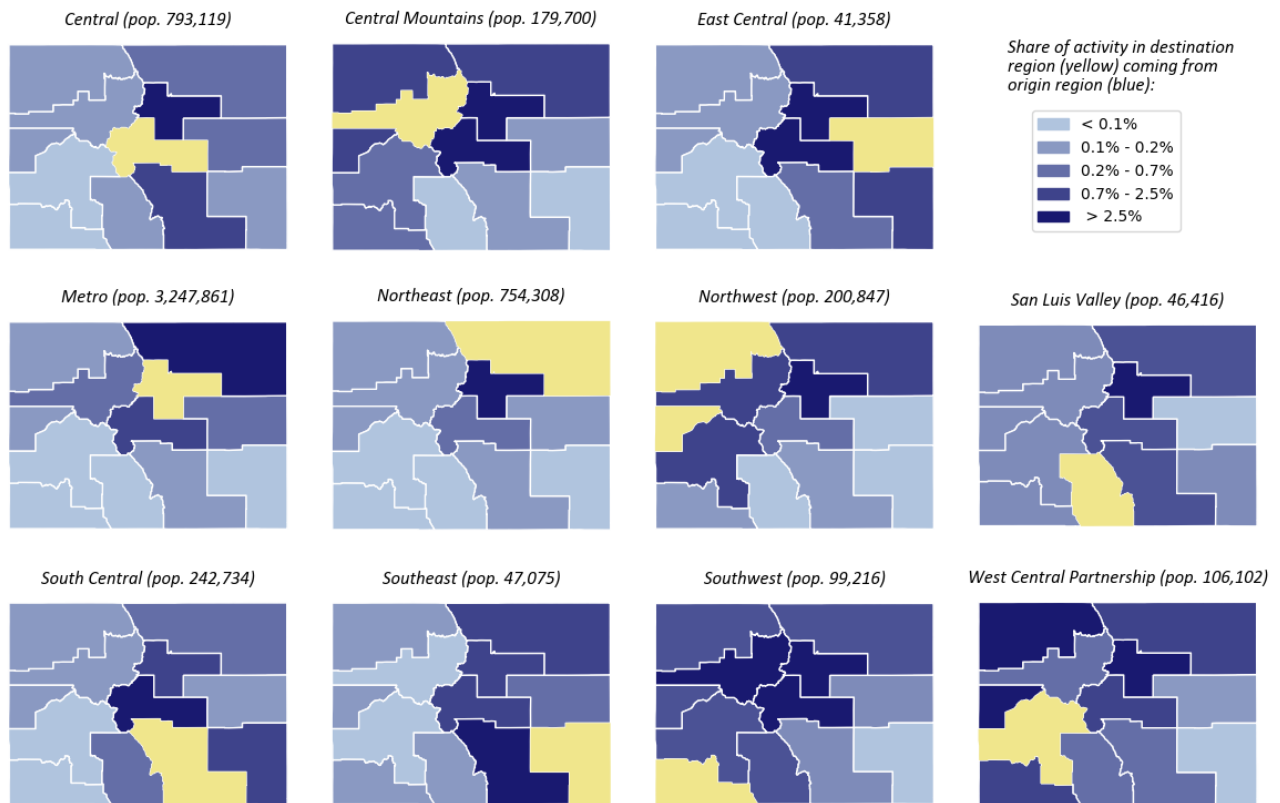 Central (pop. 793,119)
Central Mountains (pop. 179,700)
East Central (pop. 41,358)
Share of activity in destination
region (yellow) coming from
origin region (blue):
< 0.1%
0.1% - 0.2%
0.2% - 0.7%
0.7% - 2.5%
> 2.5%
Metro (pop. 3,247,861)
Northeast (pop. 754,308)
Northwest (pop. 200,847)
San Luis Valley (pop. 46,416)
South Central (pop. 242,734)
Southeast (pop. 47,075)
Southwest (pop. 99,216)
West Central Partnership (pop. 106,102)